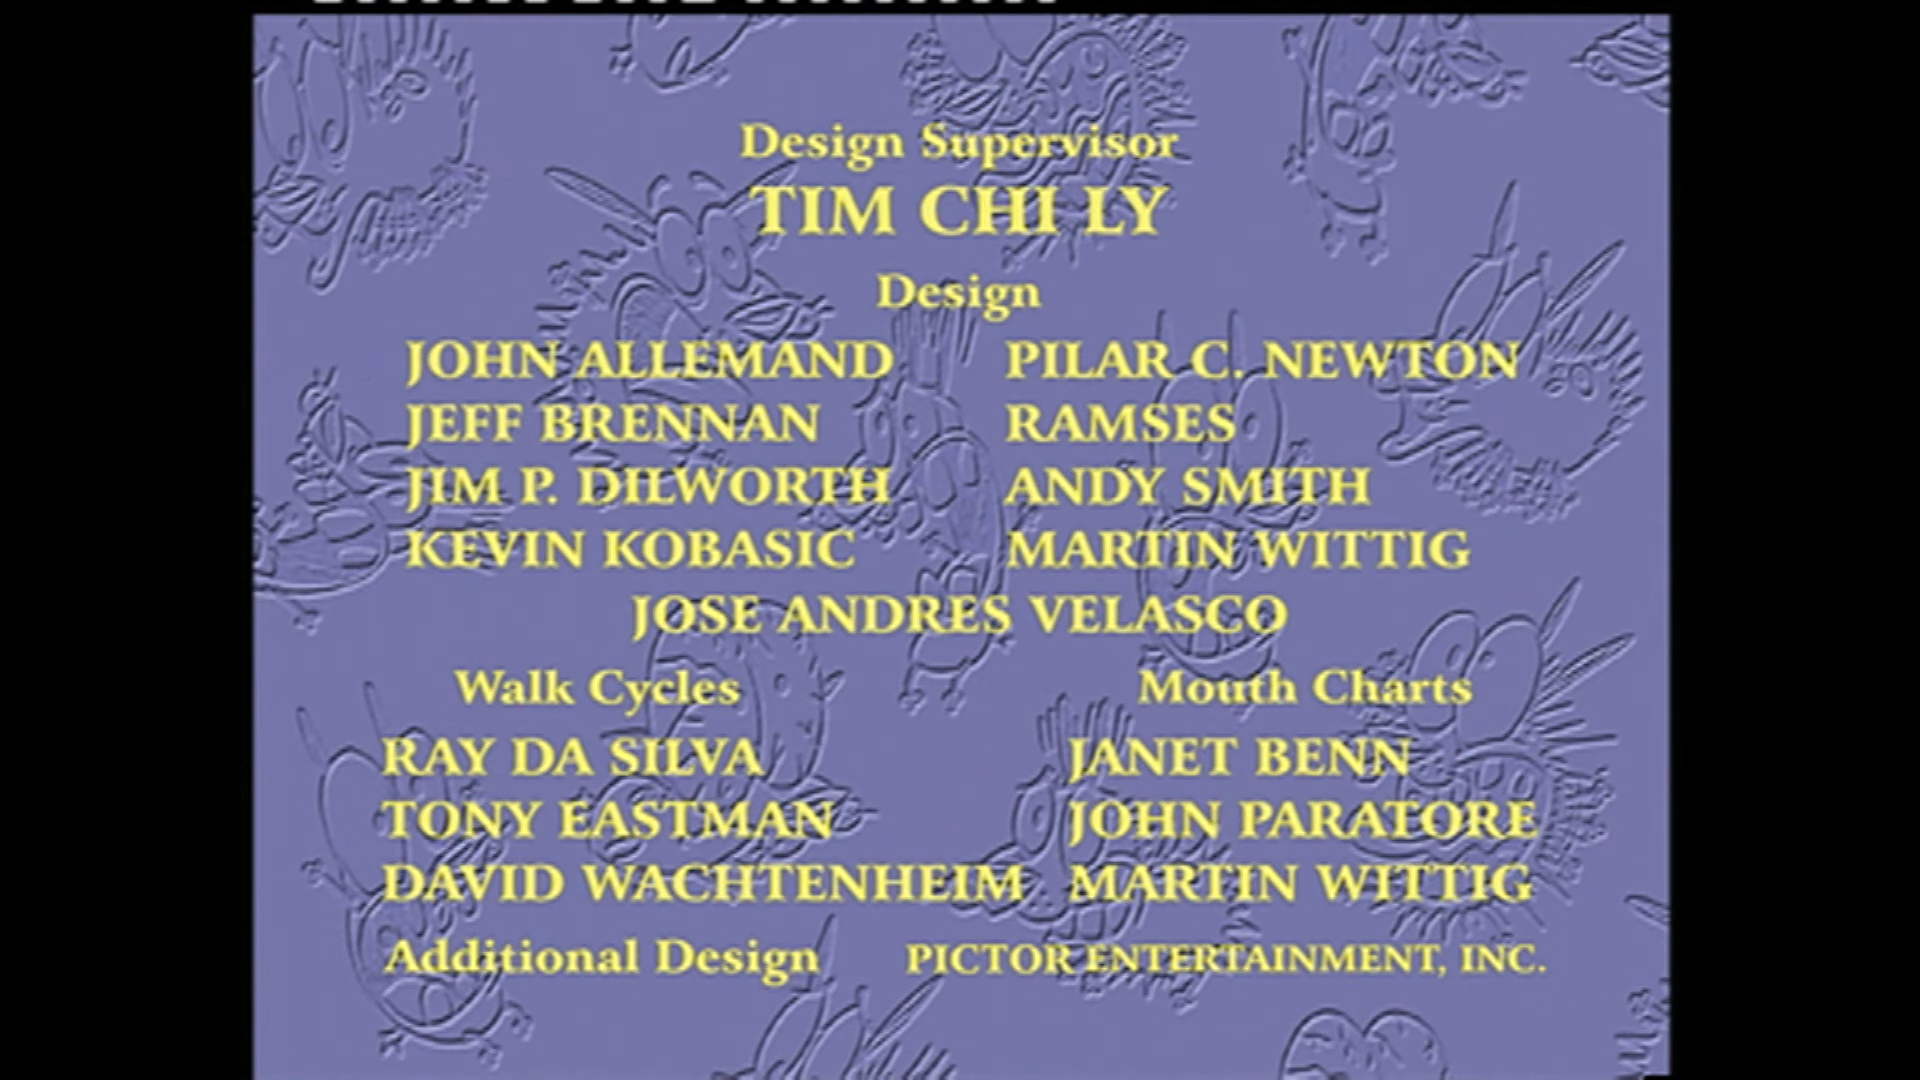 Design Supervisor
TIM CHI LY
Design
JOHN ALLEMAND PILAR C. NEWTON
JEFF BRENNAN RAMSES
JIM P. DILWORTH ANDY SMITH
KEVIN KOBASIC MARTIN WITTIG
JOSE ANDRES VELASCO
Walk Cycles Mouth Charts
RAY DA SILVA JANET BENN
TONY EASTMAN JOHN PARATORE
DAVID WACHTENHEIM MARTIN WITTIG
Additional Design PICTOR ENTERTAINMENT, INC.